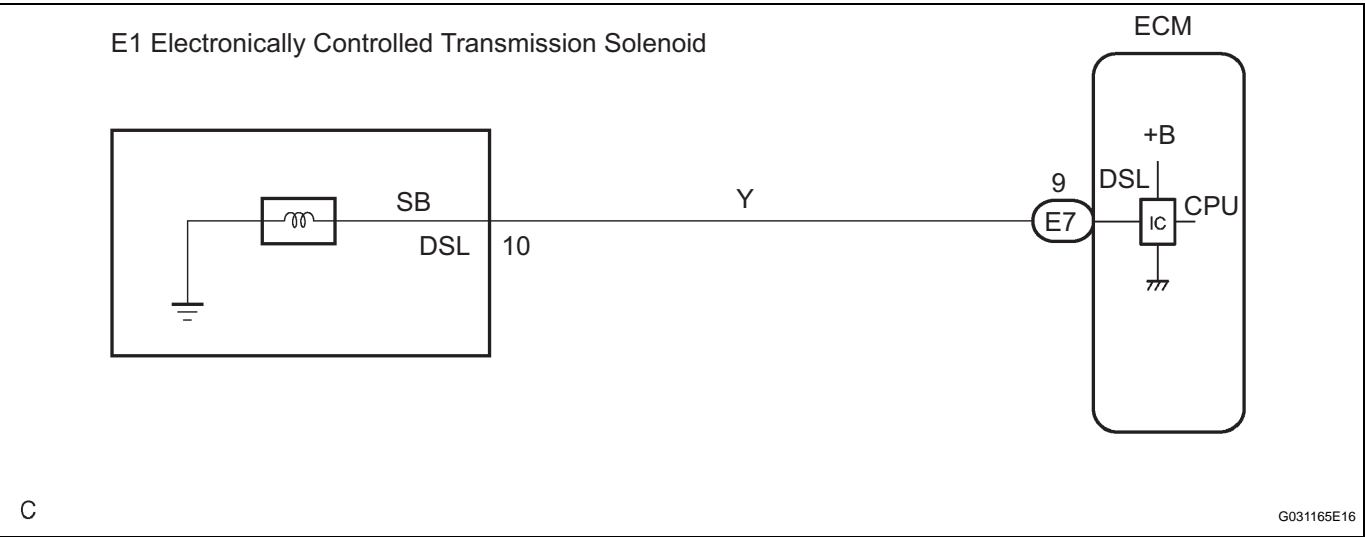 ECM
E1 Electronically Controlled Transmission Solenoid
+B
SB
Y
9
DSL
E7
IC
CPU
DSL
10
C
G031165E16